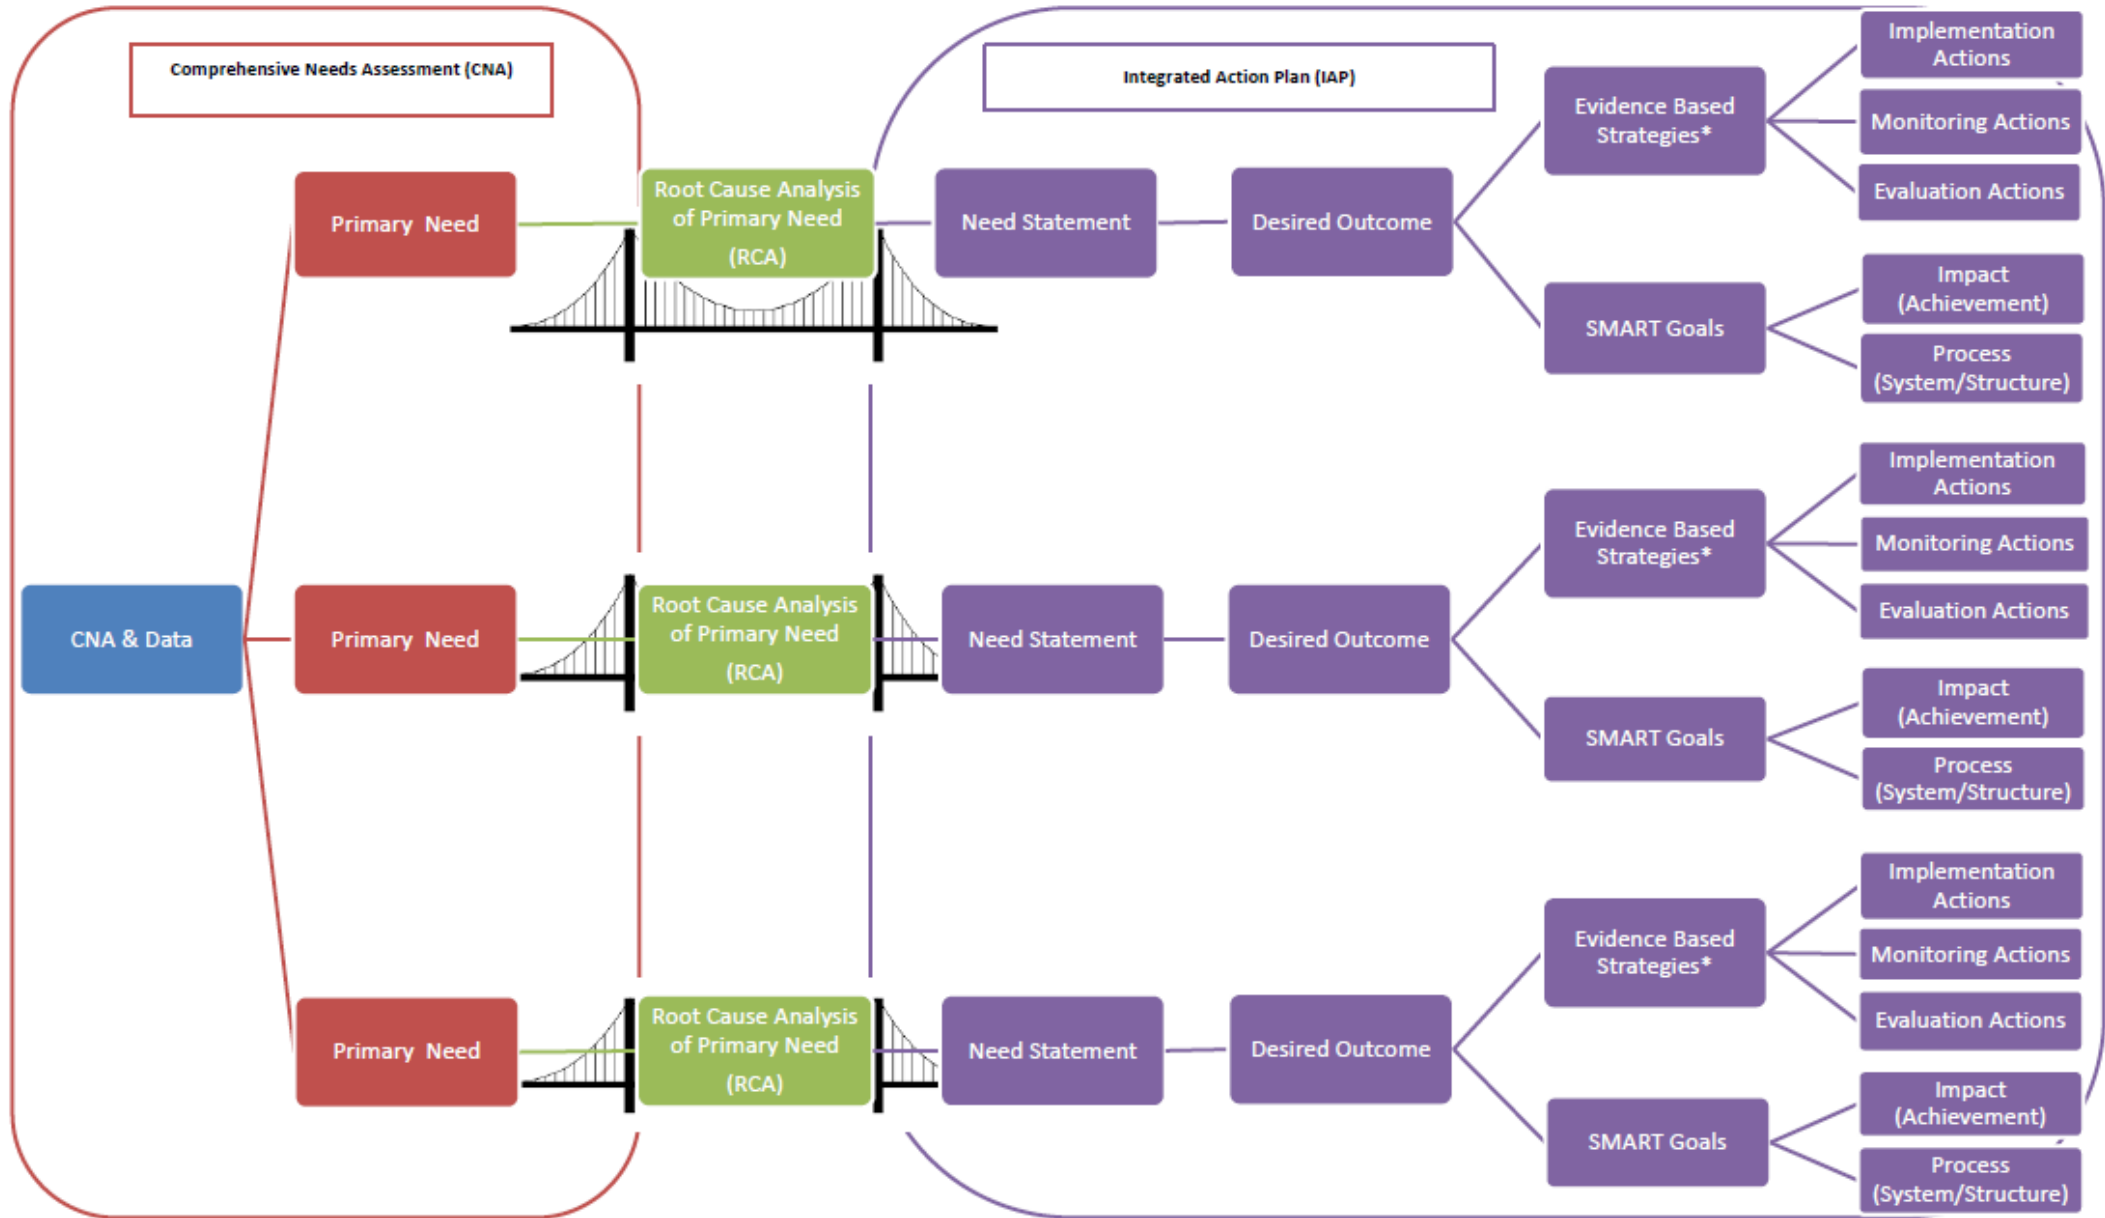 Comprehensive Needs Assessment (CNA)
Integrated Action Plan (IAP)
CNA & Data
Primary Need
Root Cause Analysis
of Primary Need
(RCA)
Need Statement
Desired Outcome
Evidence Based
Strategies*
Implementation
Actions
Monitoring Actions
Evaluation Actions
SMART Goals
Impact
(Achievement)
Process
(System/Structure)
Primary Need
Root Cause Analysis
of Primary Need
(RCA)
Need Statement
Desired Outcome
Evidence Based
Strategies*
Implementation
Actions
Monitoring Actions
Evaluation Actions
SMART Goals
Impact
(Achievement)
Process
(System/Structure)
Primary Need
Root Cause Analysis
of Primary Need
(RCA)
Need Statement
Desired Outcome
Evidence Based
Strategies*
Implementation
Actions
Monitoring Actions
Evaluation Actions
SMART Goals
Impact
(Achievement)
Process
(System/Structure)